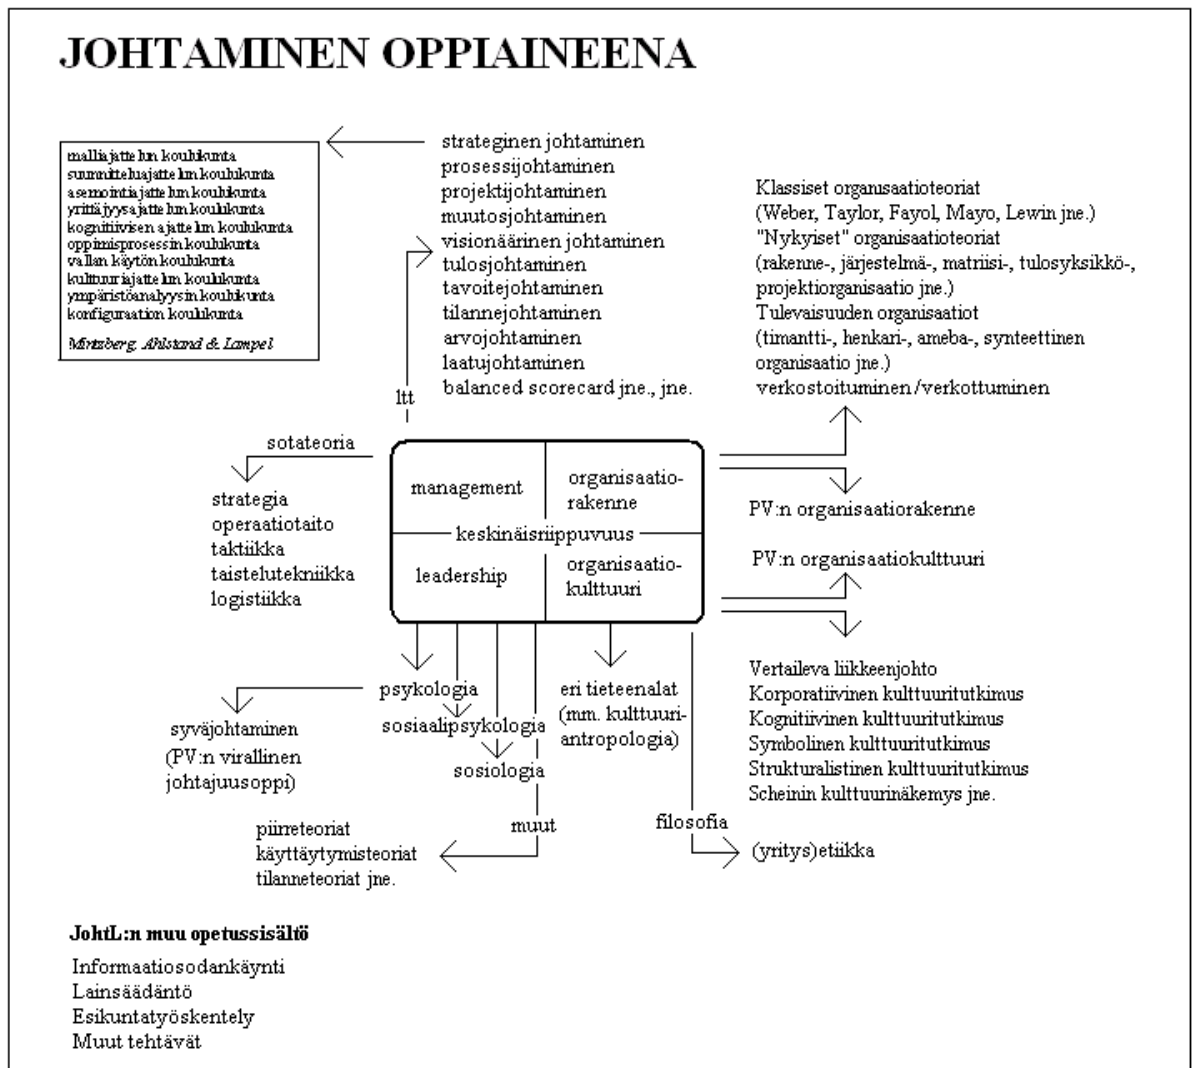 JOHTAMINEN OPPIAINEENA
malliajattelun koulukunta
suunnitteluajattelun koulukunta
asemointiajattelun koulukunta
yrittäjyysajattelun koulukunta
kognitiivisen ajattelun koulukunta
oppimisprosessin koulukunta
vallan käytön koulukunta
kulttuuriajattelun koulukunta
ympäristöanalyysin koulukunta
konfiguraation koulukunta
Mintsberg, Ahlstand & Lampel
strateginen johtaminen
prosessijohtaminen
projektijohtaminen
muutosjohtaminen
visionäärinen johtaminen
tulosjohtaminen
tavoitejohtaminen
tilannejohtaminen
arvojohtaminen
laatujohtaminen
balanced scorecard jne., jne.
ltt
Klassiset organisaatioteoriat
(Weber, Taylor, Fayol, Mayo, Lewin jne.)
"Nykyiset" organisaatioteoriat
(rakenne-, järjestelmä-, matriisi-, tulosyksikkö-,
projektiorganisaatio jne.)
Tulevaisuuden organisaatiot
(timantti-, henkari-, ameba-, synteettinen
organisaatio jne.)
verkostoituminen/verkottuminen
sotateoria
strategia
operaatiotaito
taktiikka
taistelutekniikka
logistiikka
management
organisaatio-
rakenne
keskinäisriippuvuus
leadership
organisaatio-
kulttuuri
PV:n organisaatiorakenne
PV:n organisaatiokulttuuri
psykologia
syväjohtaminen
(PV:n virallinen
johtajuusoppi)
sosiaalipsykologia
sosiologia
eri tieteenalat
(mm. kulttuuri-
antropologia)
Vertaileva liikkeenjohto
Korporatiivinen kulttuuritutkimus
Kognitiivinen kulttuuritutkimus
Symbolinen kulttuuritutkimus
Strukturalistinen kulttuuritutkimus
Scheinin kulttuurinäkemys jne.
muut
piirreteoriat
käyttäytymisteoriat
tilanneteoriat jne.
filosofia
(yritys)etiikka
JohtL:n muu opetussisältö
Informaatiosodankäynti
Lainsäädäntö
Esikuntatyöskentely
Muut tehtävät